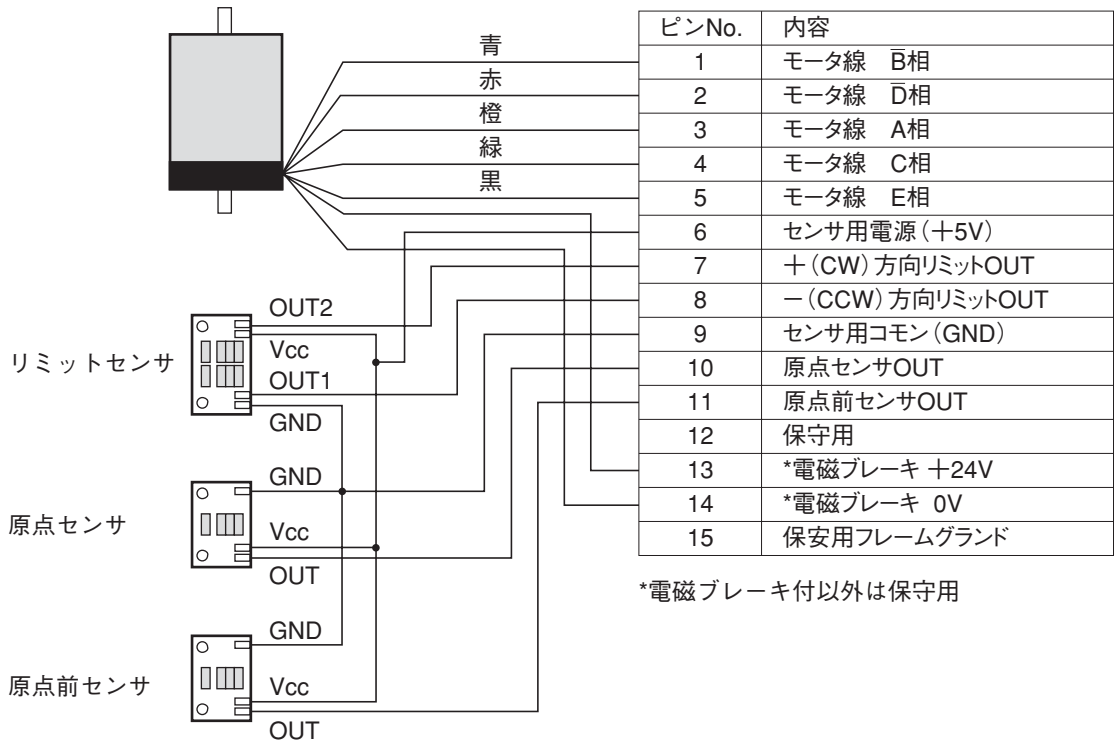 青
赤
橙
緑
黒
ピンNo. 内容
1 モータ線 B̅相
2 モータ線 D̅相
3 モータ線 A相
4 モータ線 C相
5 モータ線 E相
6 センサ用電源(＋5V)
7 ＋(CW)方向リミットOUT
8 －(CCW)方向リミットOUT
9 センサ用コモン(GND)
10 原点センサOUT
11 原点前センサOUT
12 保守用
13 *電磁ブレーキ ＋24V
14 *電磁ブレーキ 0V
15 保安用フレームグランド
*電磁ブレーキ付以外は保守用
リミットセンサ
OUT2
Vcc
OUT1
GND
原点センサ
GND
Vcc
OUT
原点前センサ
GND
Vcc
OUT